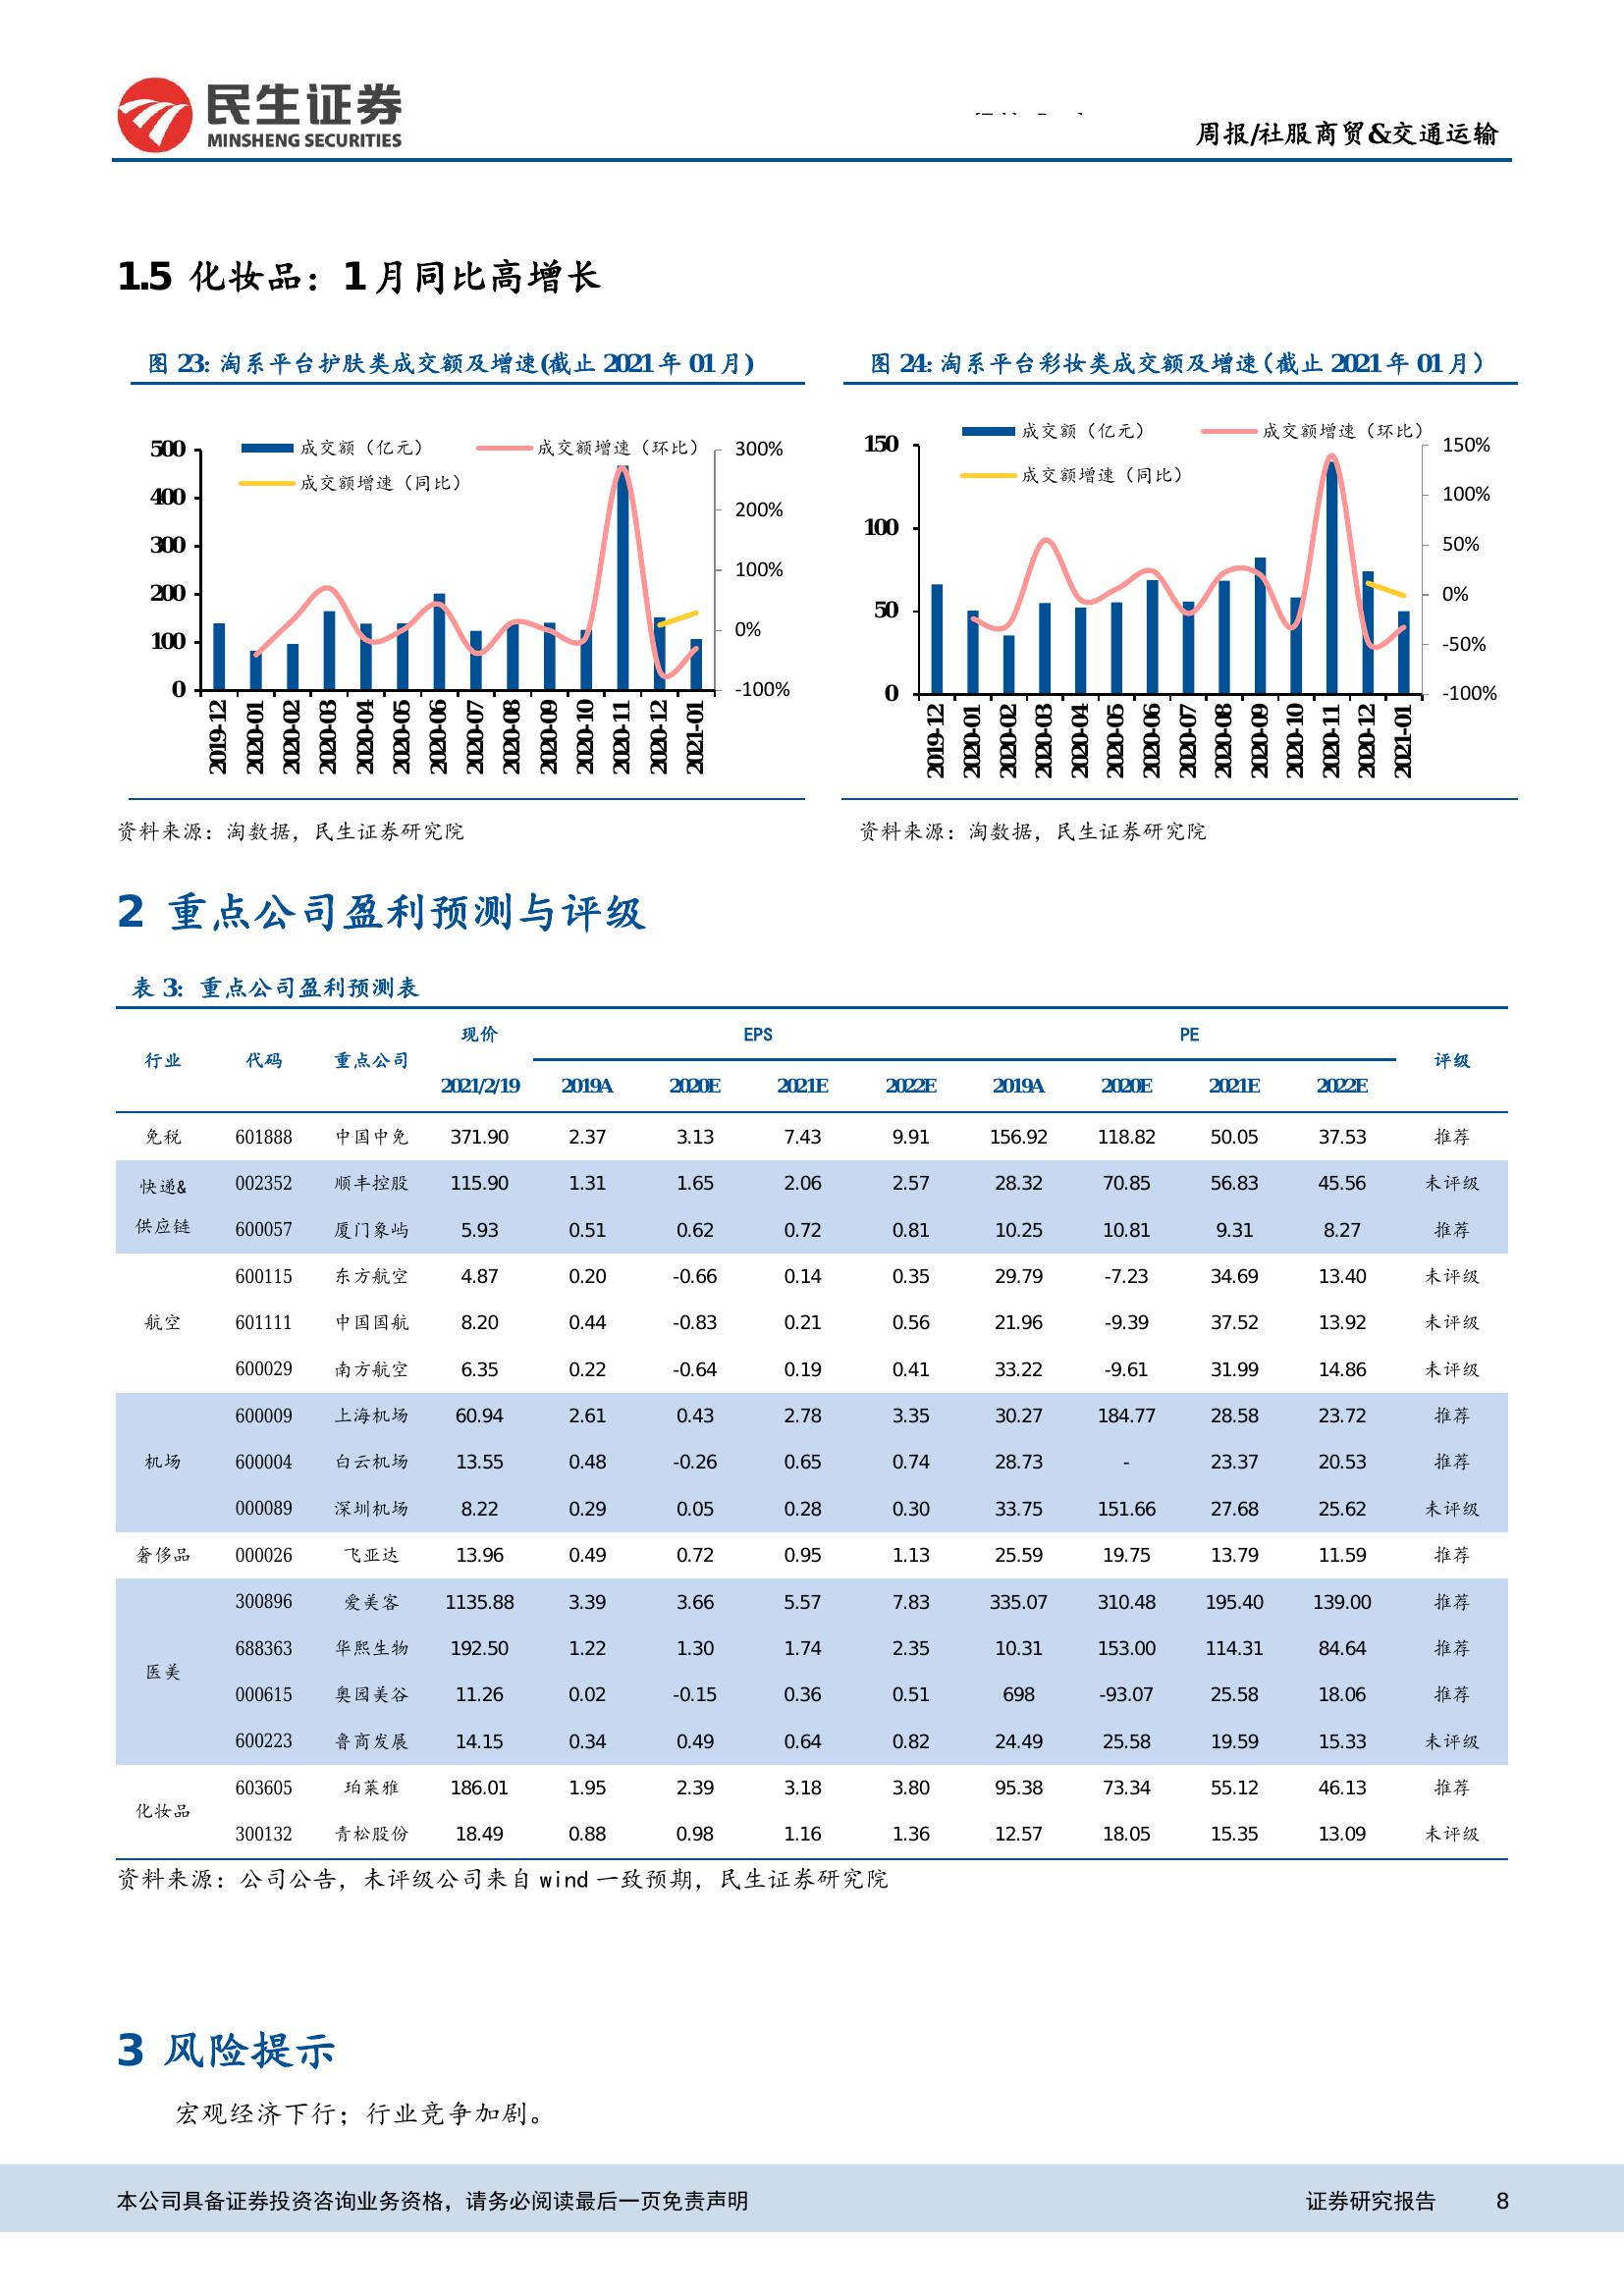 民生证券
MINSHENG SECURITIES
周报/社服商贸&交通运输
1.5 化妆品：1月同比高增长
图 23: 淘系平台护肤类成交额及增速(截止 2021 年 01 月)
成交额（亿元） 成交额增速（环比）
成交额增速（同比）
500
400
300
200
100
0
300%
200%
100%
0%
-100%
2019-12 2020-01 2020-02 2020-03 2020-04 2020-05 2020-06 2020-07 2020-08 2020-09 2020-10 2020-11 2020-12 2021-01
资料来源：淘数据，民生证券研究院
图 24: 淘系平台彩妆类成交额及增速（截止 2021 年 01 月）
成交额（亿元） 成交额增速（环比）
成交额增速（同比）
150
100
50
0
150%
100%
50%
0%
-50%
-100%
2019-12 2020-01 2020-02 2020-03 2020-04 2020-05 2020-06 2020-07 2020-08 2020-09 2020-10 2020-11 2020-12 2021-01
资料来源：淘数据，民生证券研究院
2 重点公司盈利预测与评级
表 3：重点公司盈利预测表
行业 代码 重点公司 现价 EPS PE 评级
2021/2/19 2019A 2020E 2021E 2022E 2019A 2020E 2021E 2022E
免税 601888 中国中免 371.90 2.37 3.13 7.43 9.91 156.92 118.82 50.05 37.53 推荐
快递&
供应链
002352 顺丰控股 115.90 1.31 1.65 2.06 2.57 28.32 70.85 56.83 45.56 未评级
600057 厦门象屿 5.93 0.51 0.62 0.72 0.81 10.25 10.81 9.31 8.27 推荐
航空
600115 东方航空 4.87 0.20 -0.66 0.14 0.35 29.79 -7.23 34.69 13.40 未评级
601111 中国国航 8.20 0.44 -0.83 0.21 0.56 21.96 -9.39 37.52 13.92 未评级
600029 南方航空 6.35 0.22 -0.64 0.19 0.41 33.22 -9.61 31.99 14.86 未评级
机场
600009 上海机场 60.94 2.61 0.43 2.78 3.35 30.27 184.77 28.58 23.72 推荐
600004 白云机场 13.55 0.48 -0.26 0.65 0.74 28.73 - 23.37 20.53 推荐
000089 深圳机场 8.22 0.29 0.05 0.28 0.30 33.75 151.66 27.68 25.62 未评级
奢侈品 000026 飞亚达 13.96 0.49 0.72 0.95 1.13 25.59 19.75 13.79 11.59 推荐
医美
300896 爱美客 1135.88 3.39 3.66 5.57 7.83 335.07 310.48 195.40 139.00 推荐
688363 华熙生物 192.50 1.22 1.30 1.74 2.35 10.31 153.00 114.31 84.64 推荐
000615 奥园美谷 11.26 0.02 -0.15 0.36 0.51 698 -93.07 25.58 18.06 推荐
600223 鲁商发展 14.15 0.34 0.49 0.64 0.82 24.49 25.58 19.59 15.33 未评级
化妆品
603605 珀莱雅 186.01 1.95 2.39 3.18 3.80 95.38 73.34 55.12 46.13 推荐
300132 青松股份 18.49 0.88 0.98 1.16 1.36 12.57 18.05 15.35 13.09 未评级
资料来源：公司公告，未评级公司来自 wind 一致预期，民生证券研究院
3 风险提示
宏观经济下行；行业竞争加剧。
本公司具备证券投资咨询业务资格，请务必阅读最后一页免责声明 证券研究报告 8